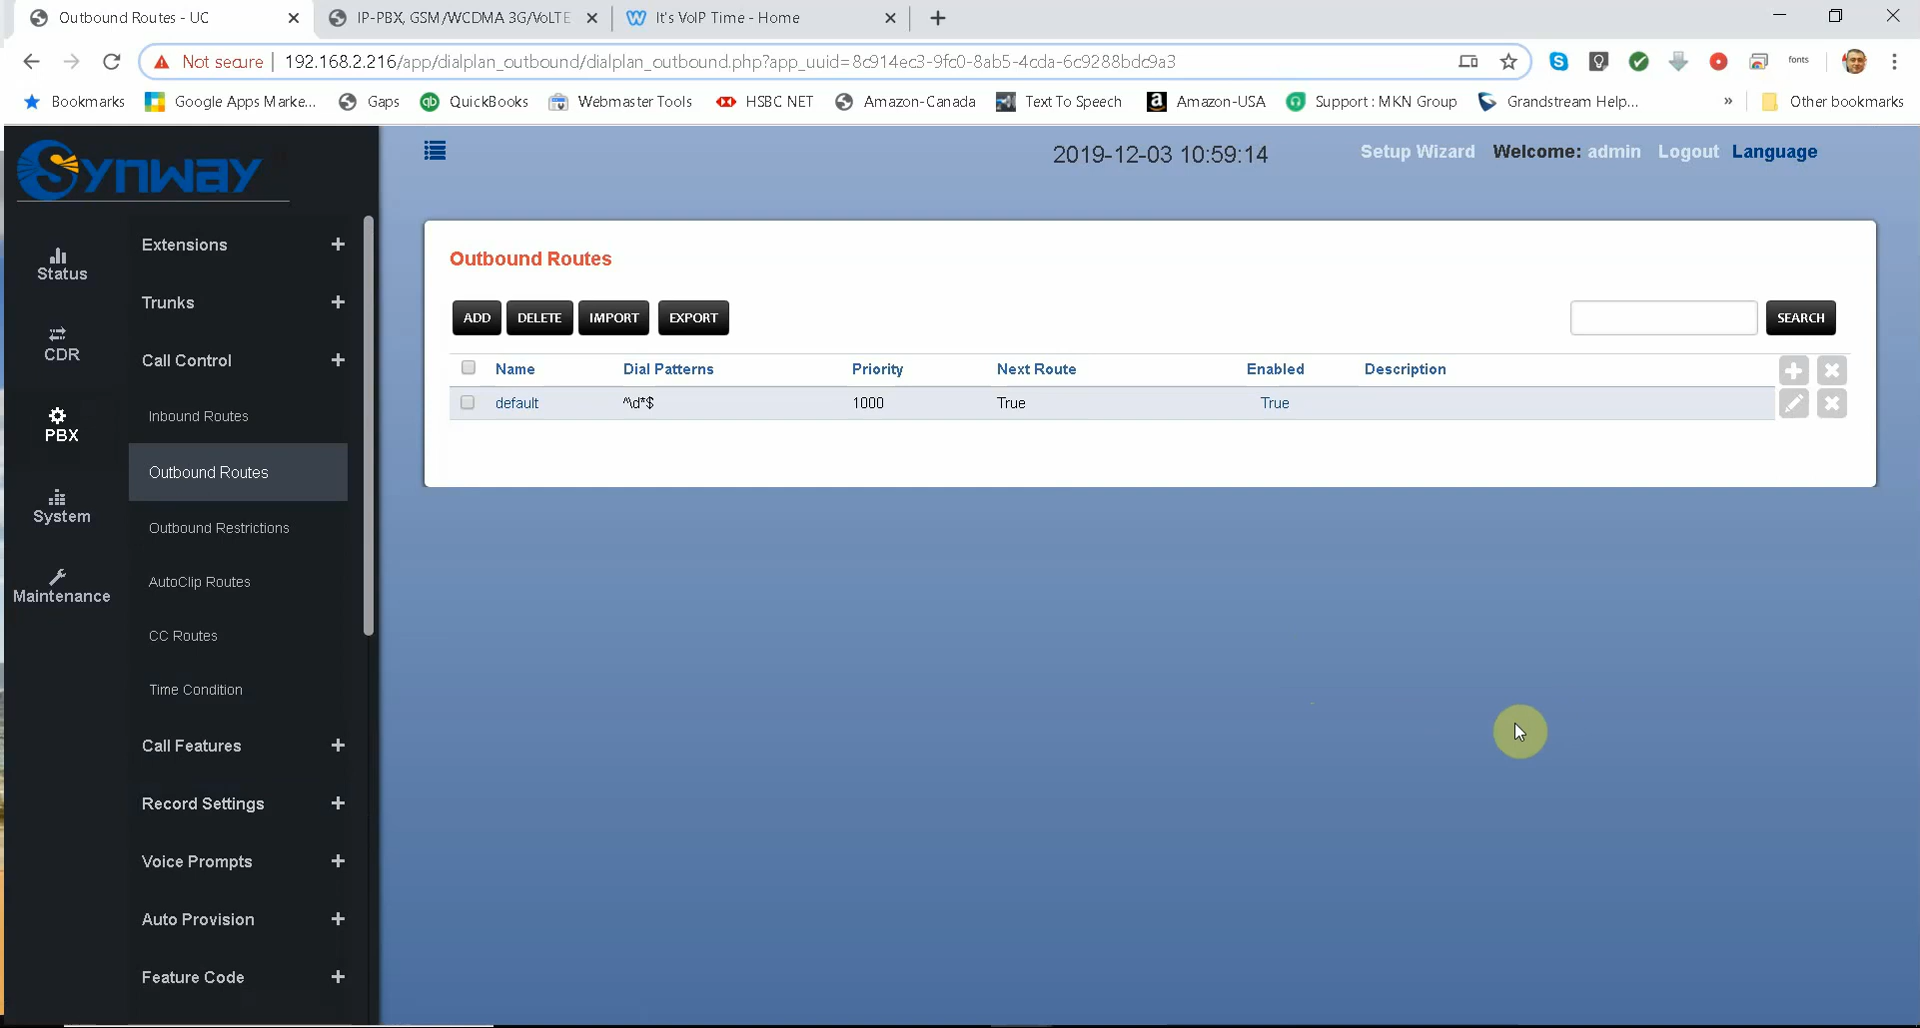 Outbound Routes - UC
IP-PBX, GSM/WCDMA 3G/VoLTE
It's VoIP Time - Home
Not secure
192.168.2.216/app/dialplan_outbound/dialplan_outbound.php?app_uuid=8c914ec3-9fc0-8ab5-4cda-6c9288bdc9a3
fonts
Bookmarks
Google Apps Marke...
Gaps
QuickBooks
Webmaster Tools
HSBC NET
Amazon-Canada
Text To Speech
Amazon-USA
Support : MKN Group
Grandstream Help...
»
Other bookmarks
Synway
2019-12-03 10:59:14
Setup Wizard Welcome: admin Logout Language
Status
CDR
PBX
System
Maintenance
Extensions +
Trunks +
Call Control +
Inbound Routes
Outbound Routes
Outbound Restrictions
AutoClip Routes
CC Routes
Time Condition
Call Features +
Record Settings +
Voice Prompts +
Auto Provision +
Feature Code +
Outbound Routes
ADD DELETE IMPORT EXPORT SEARCH
Name Dial Patterns Priority Next Route Enabled Description
default ^\d*$ 1000 True True